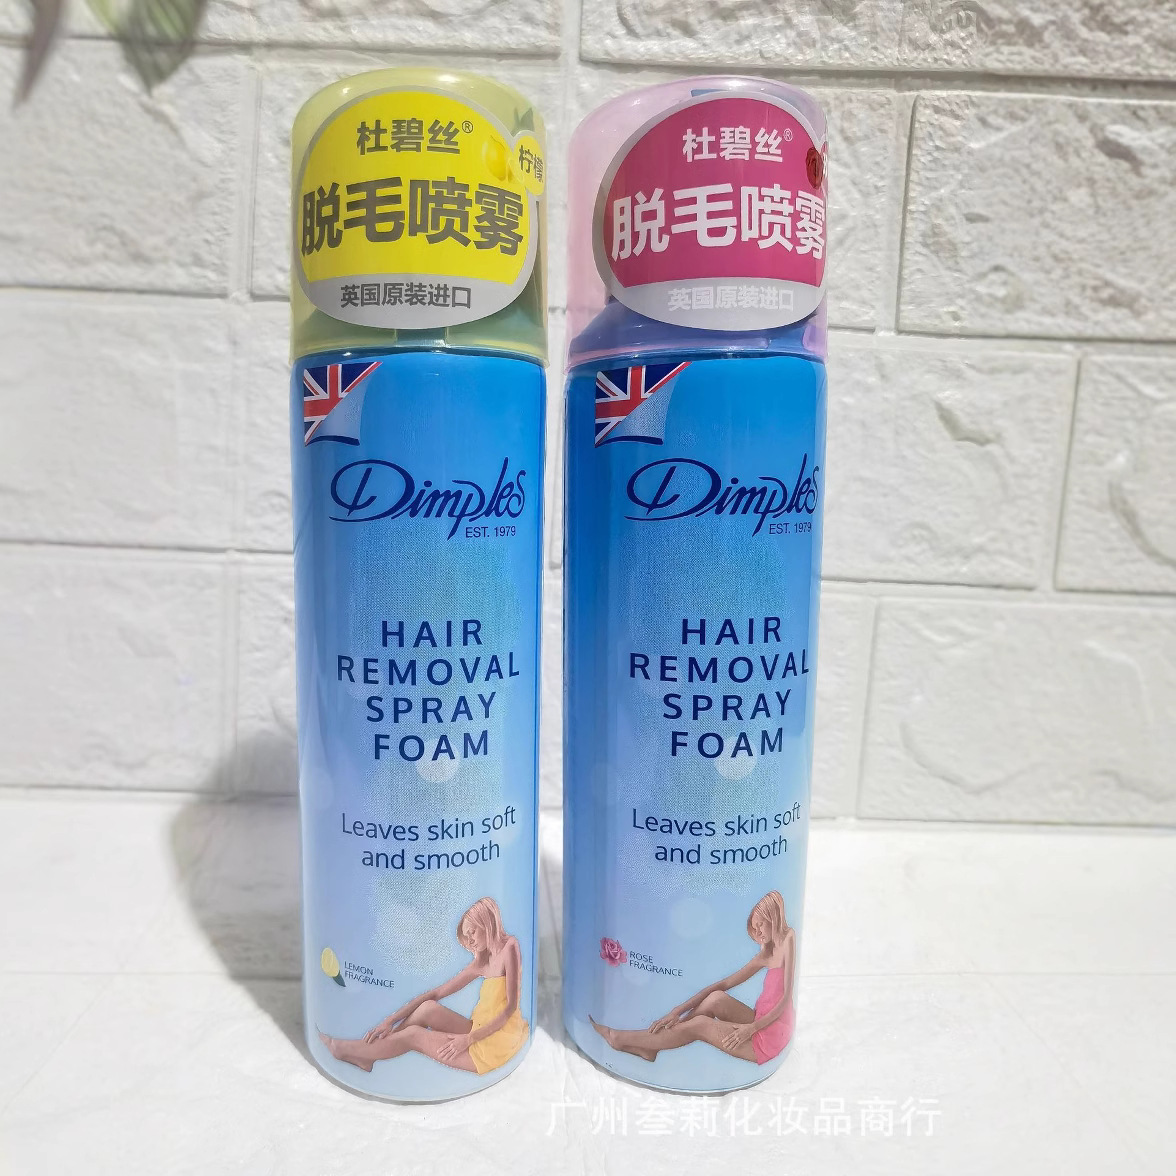 杜碧丝®
柠檬
脱毛喷雾
英国原装进口
Dimples
EST. 1979
HAIR
REMOVAL
SPRAY
FOAM
Leaves skin soft
and smooth
LEMON
FRAGRANCE
杜碧丝®
脱毛喷雾
英国原装进口
Dimples
EST. 1979
HAIR
REMOVAL
SPRAY
FOAM
Leaves skin soft
and smooth
ROSE
FRAGRANCE
广州叁莉化妆品商行